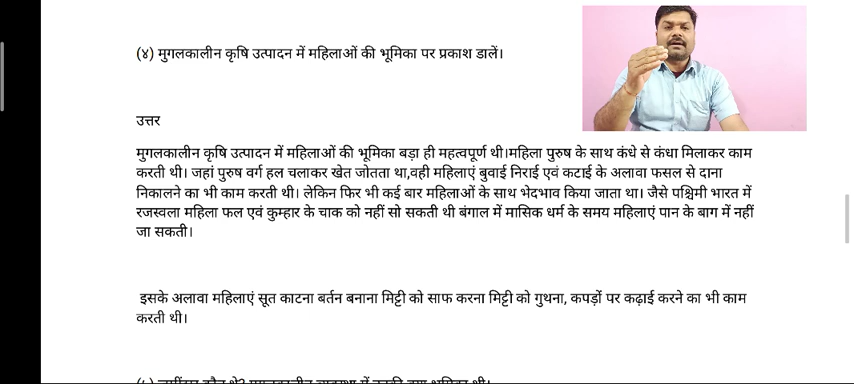 (४) मुगलकालीन कृषि उत्पादन में महिलाओं की भूमिका पर प्रकाश डालें।
उत्तर
मुगलकालीन कृषि उत्पादन में महिलाओं की भूमिका बड़ा ही महत्वपूर्ण थी।महिला पुरुष के साथ कंधे से कंधा मिलाकर काम
करती थी। जहां पुरुष वर्ग हल चलाकर खेत जोतता था,वही महिलाएं बुवाई निराई एवं कटाई के अलावा फसल से दाना
निकालने का भी काम करती थी। लेकिन फिर भी कई बार महिलाओं के साथ भेदभाव किया जाता था। जैसे पश्चिमी भारत में
रजस्वला महिला फल एवं कुम्हार के चाक को नहीं सो सकती थी बंगाल में मासिक धर्म के समय महिलाएं पान के बाग में नहीं
जा सकती।
इसके अलावा महिलाएं सूत काटना बर्तन बनाना मिट्टी को साफ करना मिट्टी को गुथना, कपड़ों पर कढ़ाई करने का भी काम
करती थी।